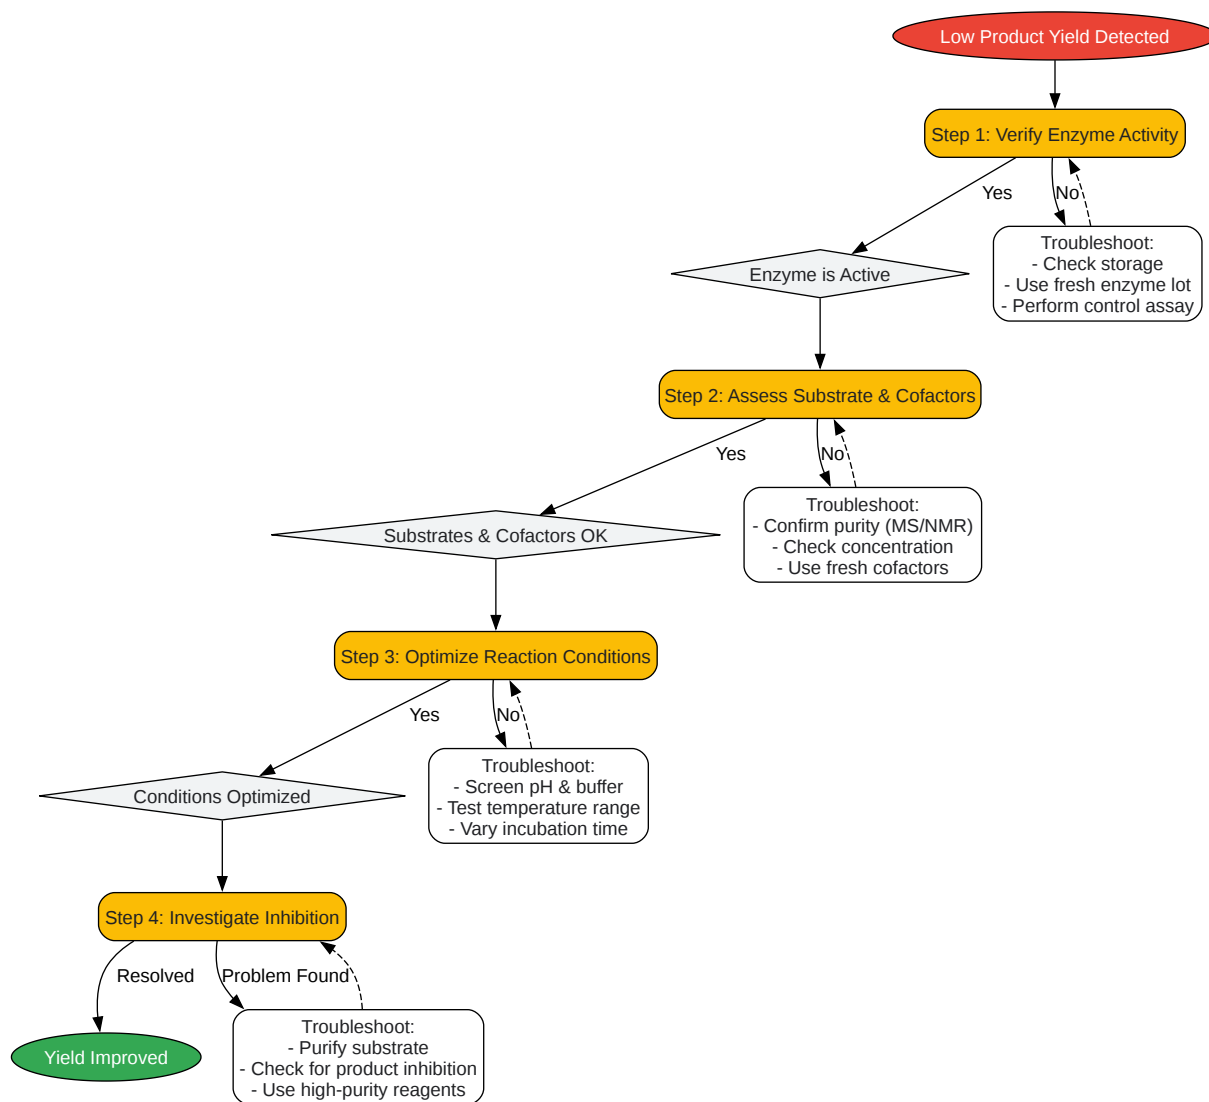 Low Product Yield Detected
Step 1: Verify Enzyme Activity
Yes
No
Troubleshoot:
- Check storage
- Use fresh enzyme lot
- Perform control assay
Enzyme is Active
Step 2: Assess Substrate & Cofactors
Yes
No
Troubleshoot:
- Confirm purity (MS/NMR)
- Check concentration
- Use fresh cofactors
Substrates & Cofactors OK
Step 3: Optimize Reaction Conditions
Yes
No
Troubleshoot:
- Screen pH & buffer
- Test temperature range
- Vary incubation time
Conditions Optimized
Step 4: Investigate Inhibition
Resolved
Problem Found
Troubleshoot:
- Purify substrate
- Check for product inhibition
- Use high-purity reagents
Yield Improved